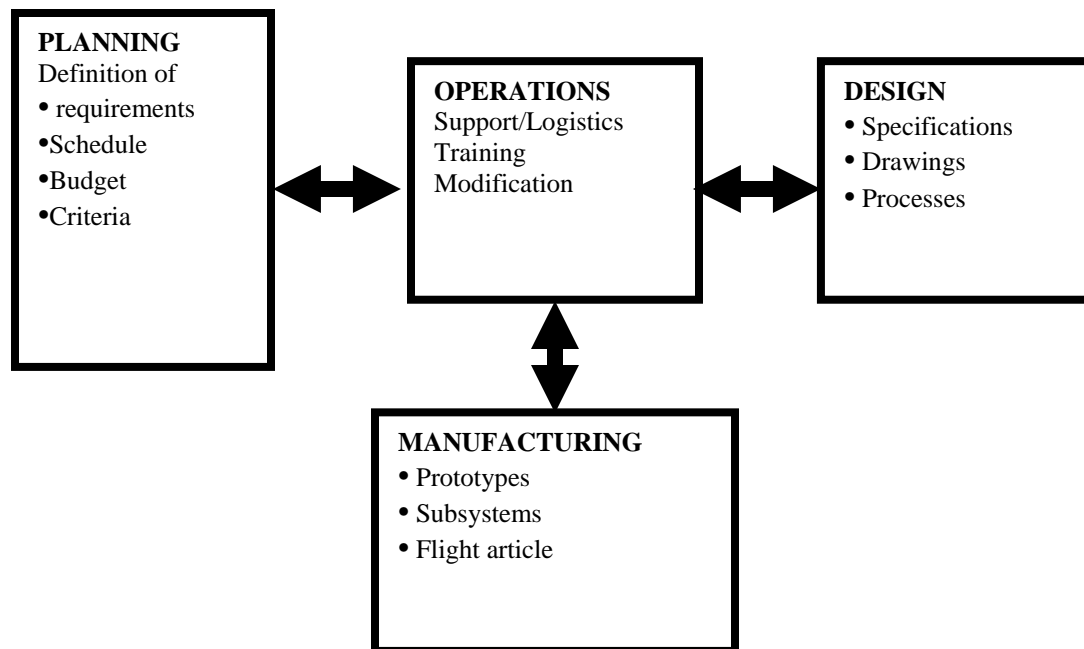 PLANNING
Definition of
• requirements
•Schedule
•Budget
•Criteria
OPERATIONS
Support/Logistics
Training
Modification
DESIGN
• Specifications
• Drawings
• Processes
MANUFACTURING
• Prototypes
• Subsystems
• Flight article